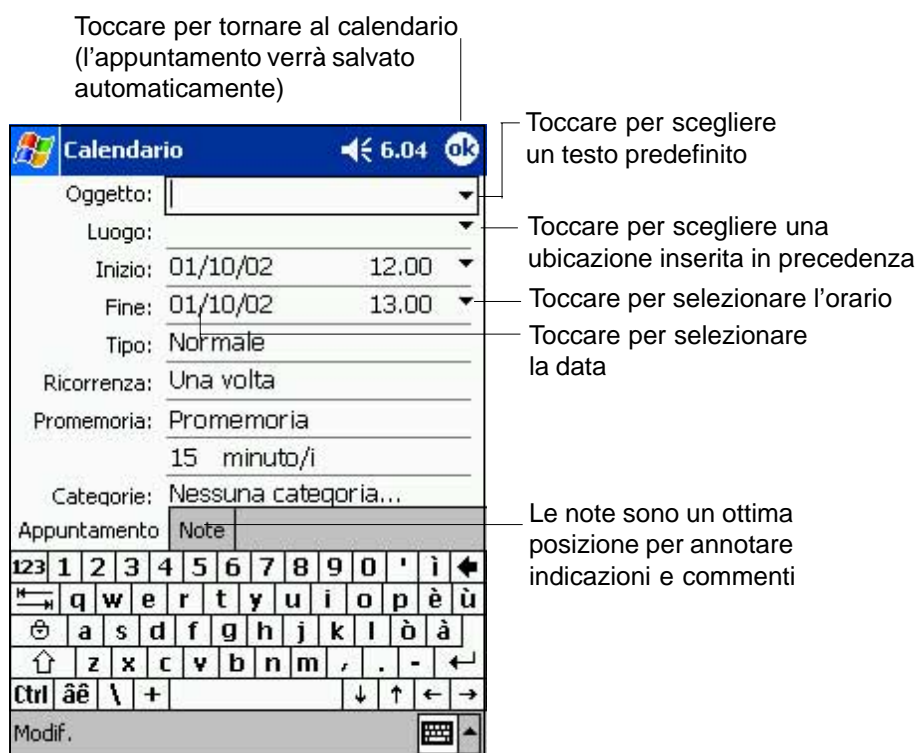 Toccare per tornare al calendario
(l'appuntamento verrà salvato
automaticamente)
Calendario 6.04 ok
Toccare per scegliere
un testo predefinito
Oggetto:
Luogo:
Toccare per scegliere una
ubicazione inserita in precedenza
Inizio: 01/10/02 12.00
Fine: 01/10/02 13.00
Toccare per selezionare l'orario
Toccare per selezionare
la data
Tipo: Normale
Ricorrenza: Una volta
Promemoria: Promemoria
15 minuto/i
Categorie: Nessuna categoria...
Appuntamento Note
Le note sono un ottima
posizione per annotare
indicazioni e commenti
123 1 2 3 4 5 6 7 8 9 0 ' ì
q w e r t y u i o p è ù
a s d f g h j k l ò à
z x c v b n m , . -
Ctrl âê \ + ↓ ↑ ← →
Modif.